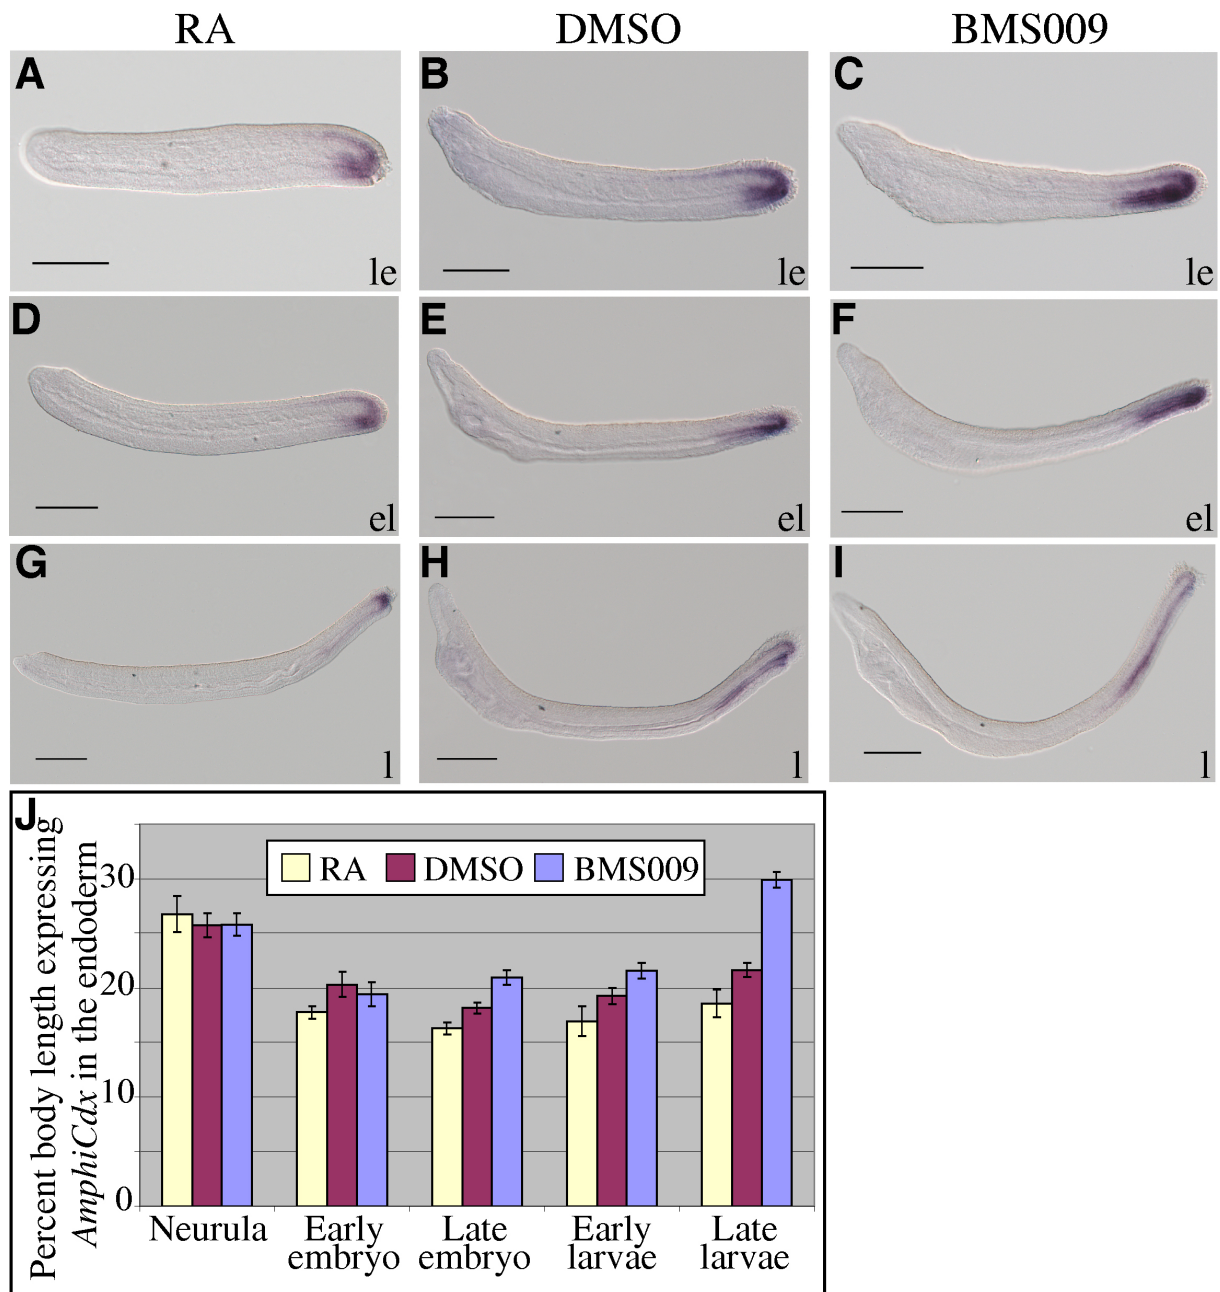 RA DMSO BMS009
A B C
le le le
D E F
el el el
G H I
l l l
J
Percent body length expressing
AmphiCdx in the endoderm
RA DMSO BMS009
30
20
10
0
Neurula Early Late Early Late
embryo embryo larvae larvae